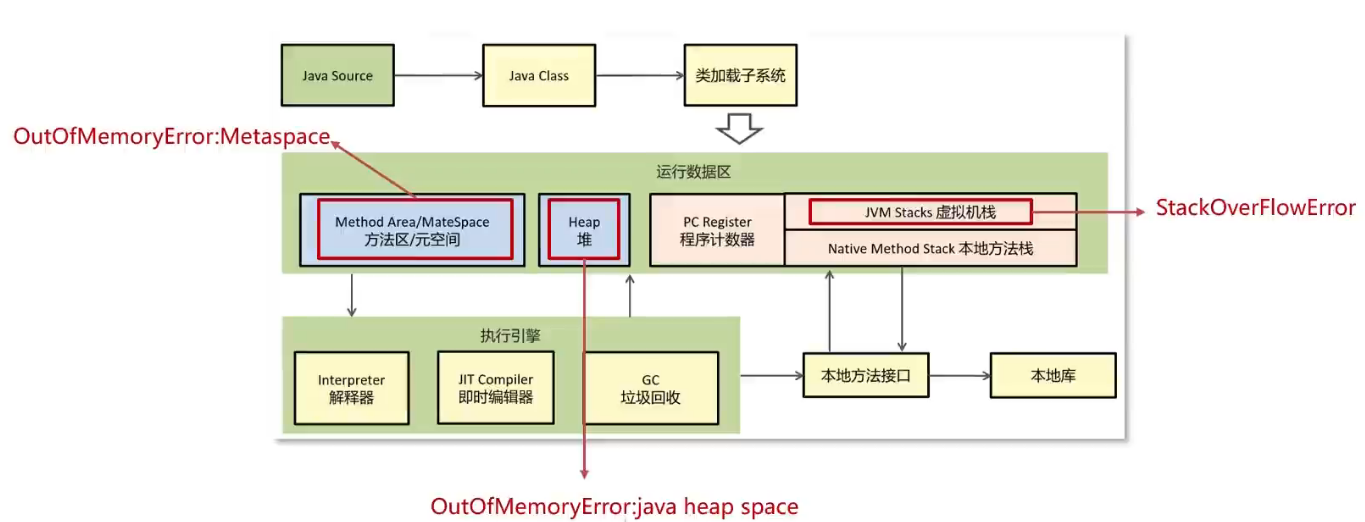 Java Source
Java Class
类加载子系统
OutOfMemoryError:Metaspace
运行数据区
Method Area/MateSpace
方法区/元空间
Heap
堆
PC Register
程序计数器
JVM Stacks 虚拟机栈
Native Method Stack 本地方法栈
StackOverFlowError
执行引擎
Interpreter
解释器
JIT Compiler
即时编辑器
GC
垃圾回收
本地方法接口
本地库
OutOfMemoryError:java heap space